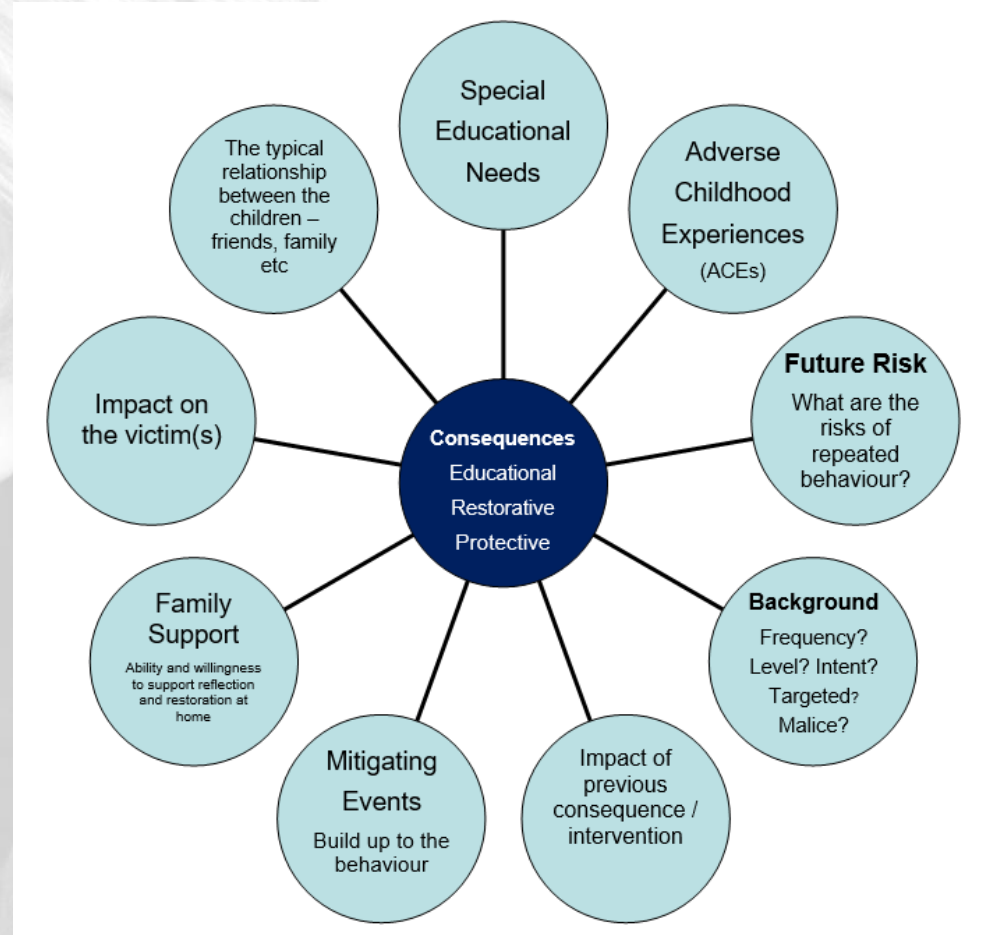 Special
Educational
Needs
Adverse
Childhood
Experiences
(ACEs)
Future Risk
What are the
risks of
repeated
behaviour?
Background
Frequency?
Level? Intent?
Targeted?
Malice?
Impact of
previous
consequence /
intervention
Mitigating
Events
Build up to the
behaviour
Family
Support
Ability and willingness
to support reflection
and restoration at
home
Impact on
the victim(s)
The typical
relationship
between the
children –
friends, family
etc
Consequences
Educational
Restorative
Protective